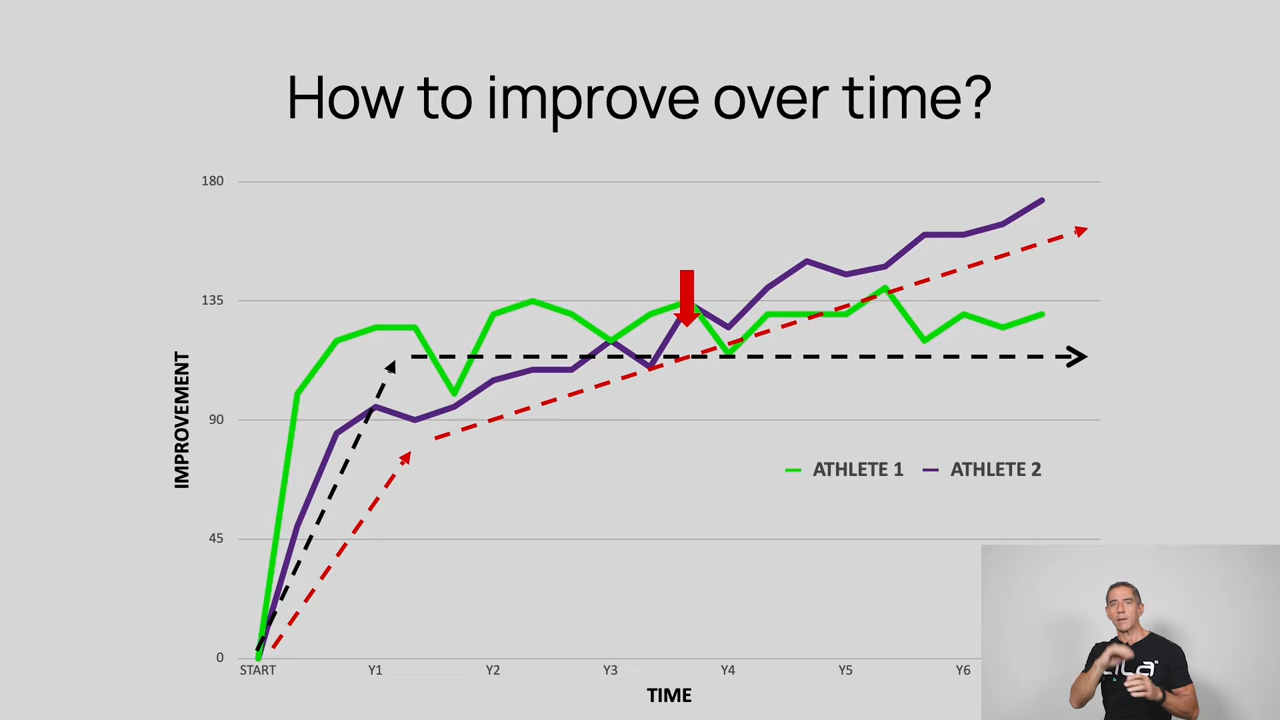 How to improve over time?
180
135
90
45
0
IMPROVEMENT
ATHLETE 1
ATHLETE 2
START
Y1
Y2
Y3
Y4
Y5
Y6
TIME